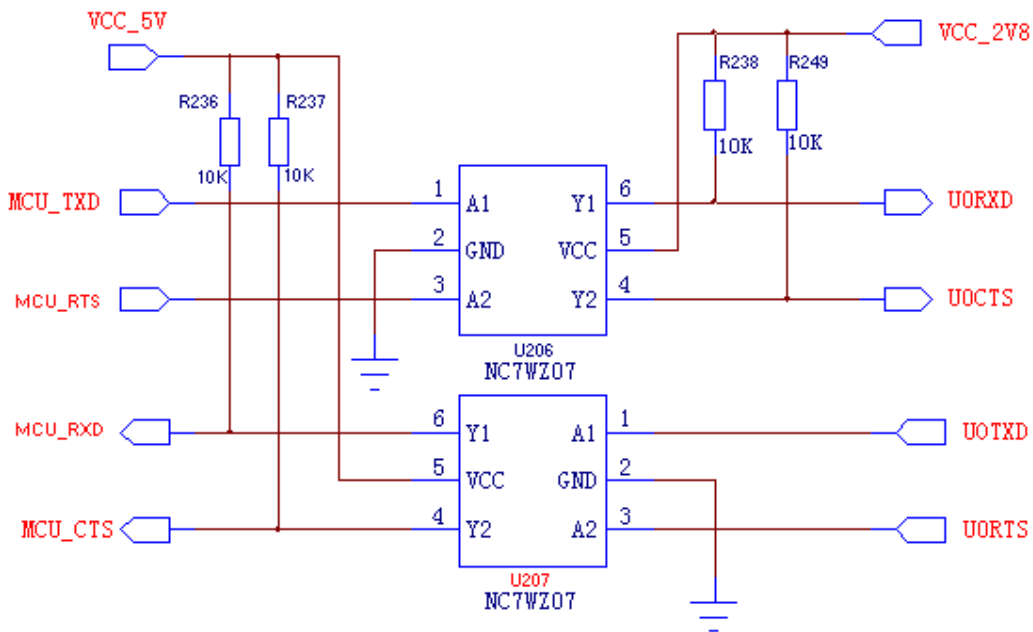 VCC_5V
VCC_2V8
R236
R237
R238
R249
10K
10K
10K
10K
MCU_TXD
1
A1
Y1
6
U0RXD
2
GND
VCC
5
MCU_RTS
3
A2
Y2
4
U0CTS
U206
NC7WZ07
MCU_RXD
6
Y1
A1
1
U0TXD
5
VCC
GND
2
MCU_CTS
4
Y2
A2
3
U0RTS
U207
NC7WZ07